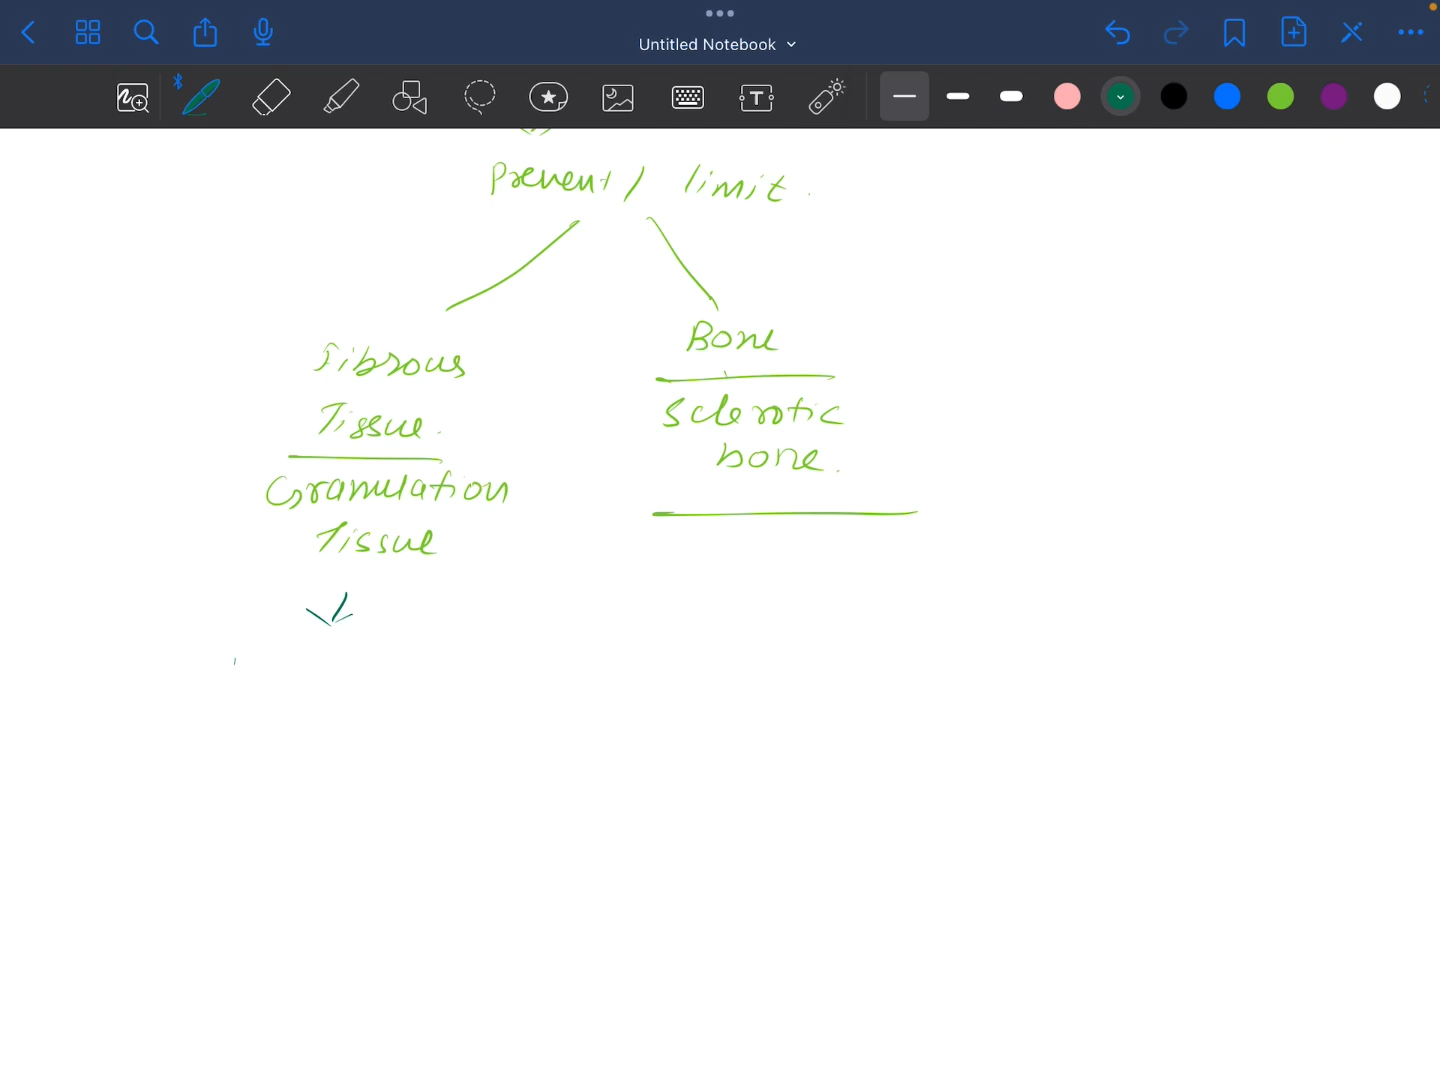 Untitled Notebook
T
Prevent / limit.
Fibrous
Tissue.
Granulation
Tissue
Bone
Sclerotic
bone.